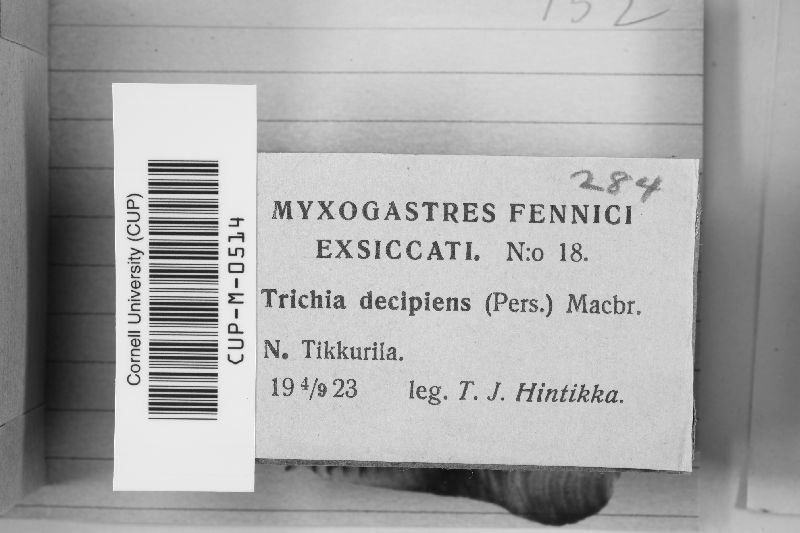 152
284
MYXOGASTRES FENNICI
EXSICCATI. N:o 18.
Trichia decipiens (Pers.) Macbr.
N. Tikkurila.
19 4/9 23 leg. T. J. Hintikka.
Cornell University (CUP)
CUP-M-0514